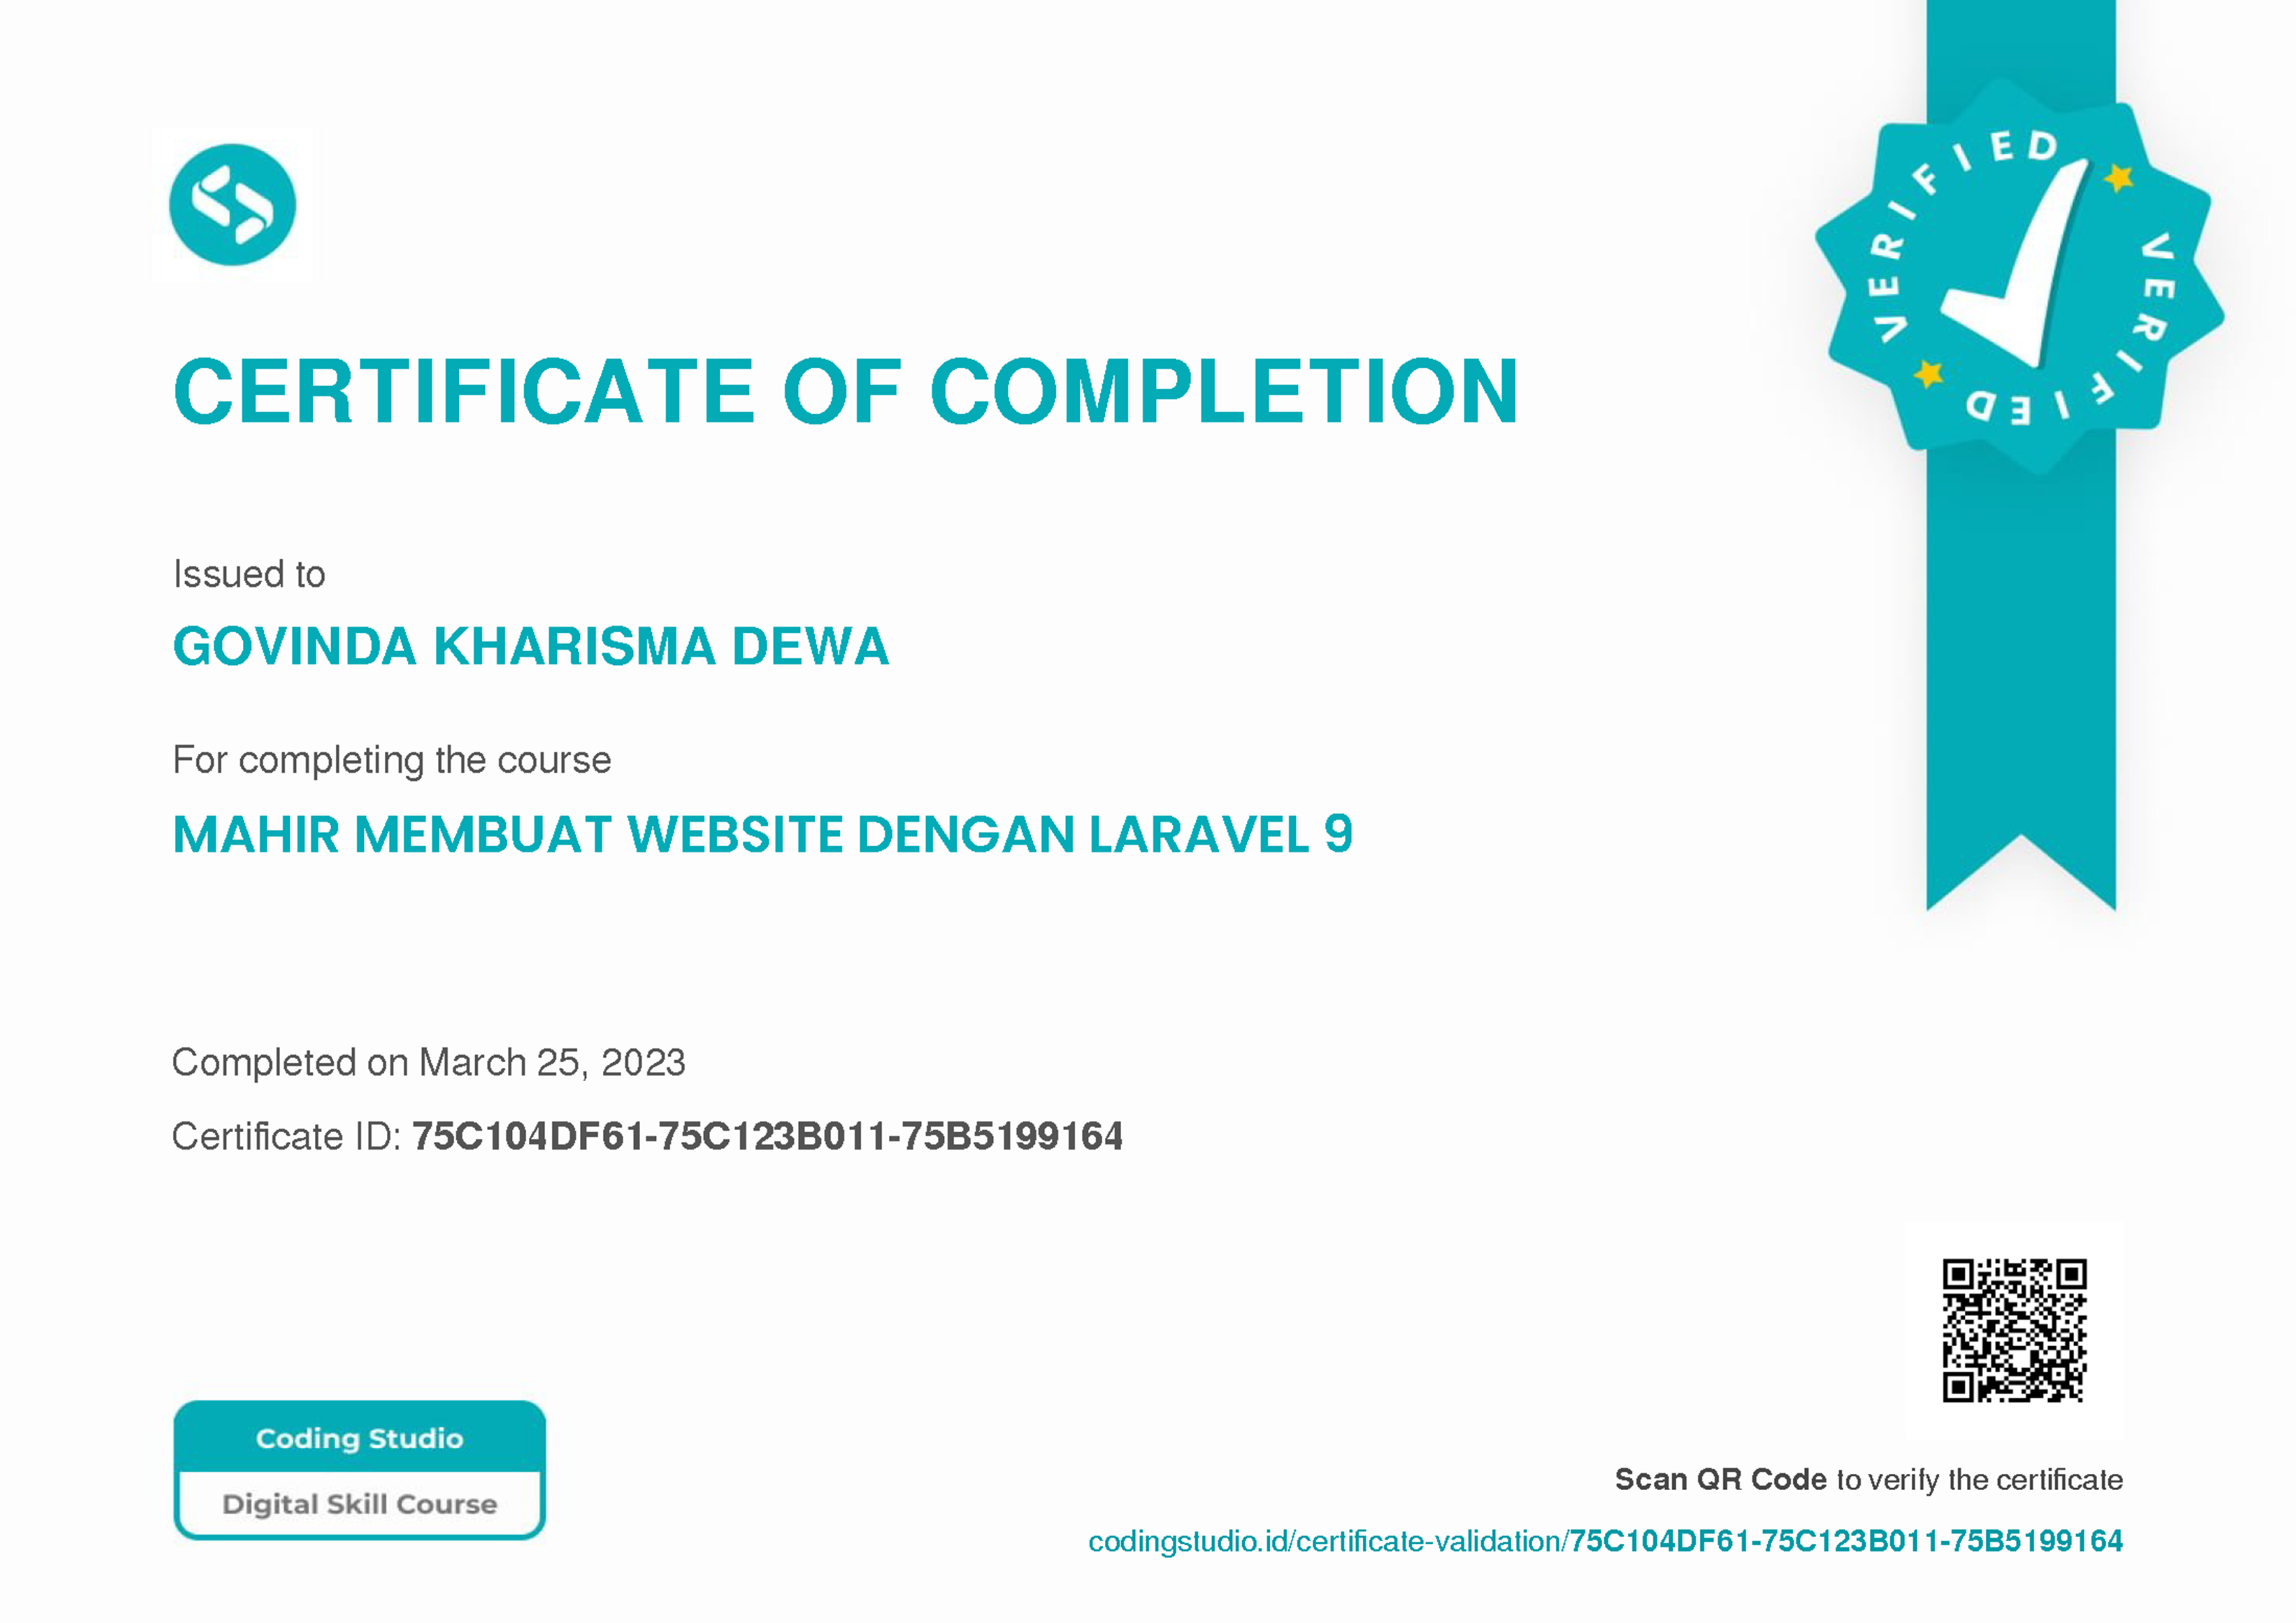 VERIFIED
VERIFIED
CERTIFICATE OF COMPLETION
Issued to
GOVINDA KHARISMA DEWA
For completing the course
MAHIR MEMBUAT WEBSITE DENGAN LARAVEL 9
Completed on March 25, 2023
Certificate ID: 75C104DF61-75C123B011-75B5199164
Coding Studio
Digital Skill Course
Scan QR Code to verify the certificate
codingstudio.id/certificate-validation/75C104DF61-75C123B011-75B5199164